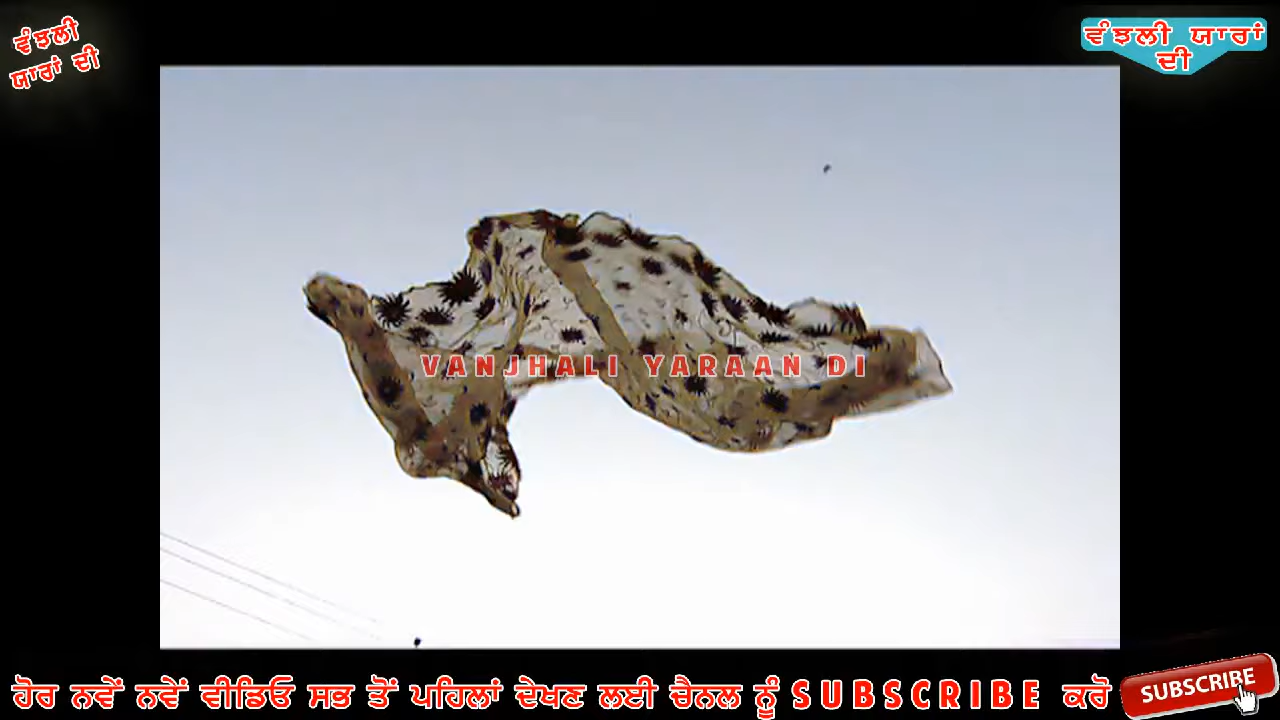 ਵੰਝਲੀ
ਯਾਰਾਂ ਦੀ
ਵੰਝਲੀ ਯਾਰਾਂ
ਦੀ
VANJHALI YARAAN DI
ਹੋਰ ਨਵੇਂ ਨਵੇਂ ਵੀਡਿਓ ਸਭ ਤੋਂ ਪਹਿਲਾਂ ਦੇਖਣ ਲਈ ਚੈਨਲ ਨੂੰ SUBSCRIBE ਕਰੋ
SUBSCRIBE